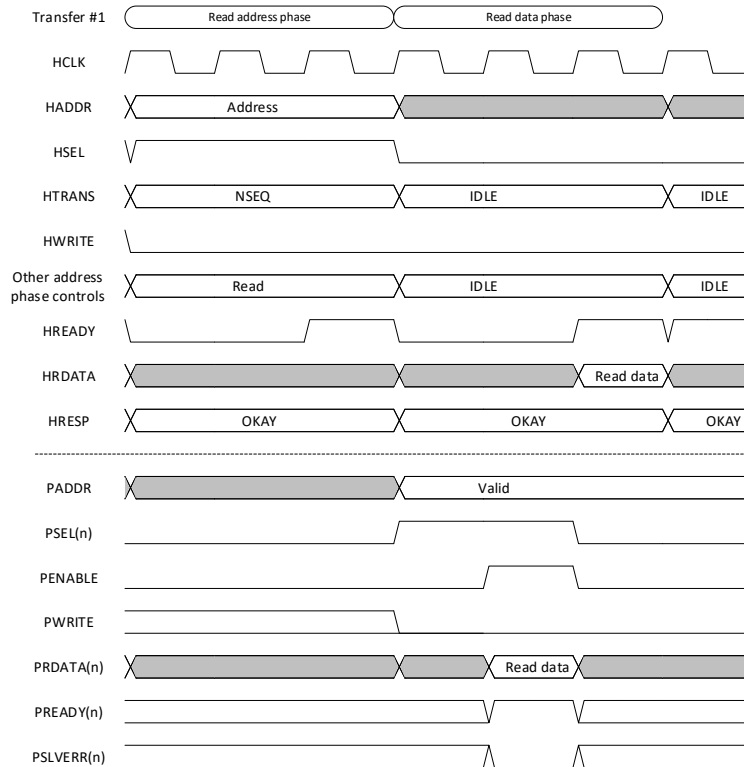 Transfer #1 Read address phase Read data phase
HCLK
HADDR Address
HSEL
HTRANS NSEQ IDLE IDLE
HWRITE
Other address
phase controls Read IDLE IDLE
HREADY
HRDATA Read data
HRESP OKAY OKAY OKAY
PADDR Valid
PSEL(n)
PENABLE
PWRITE
PRDATA(n) Read data
PREADY(n)
PSLVERR(n)